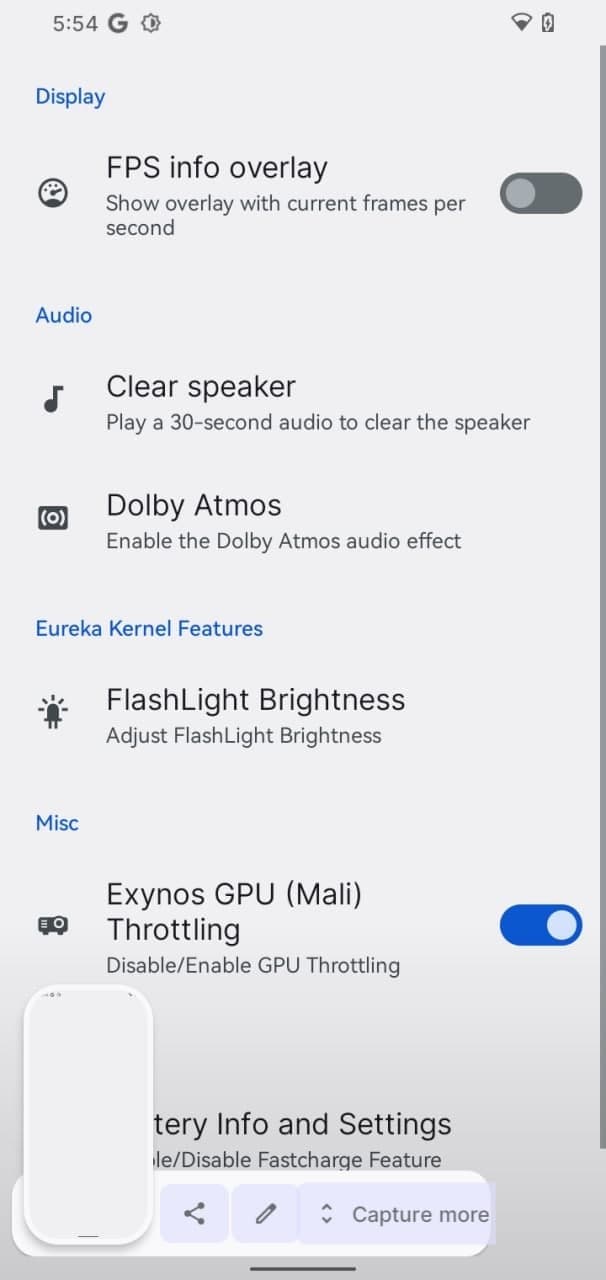 5:54
Display
FPS info overlay
Show overlay with current frames per
second
Audio
Clear speaker
Play a 30-second audio to clear the speaker
Dolby Atmos
Enable the Dolby Atmos audio effect
Eureka Kernel Features
FlashLight Brightness
Adjust FlashLight Brightness
Misc
Exynos GPU (Mali)
Throttling
Disable/Enable GPU Throttling
tery Info and Settings
le/Disable Fastcharge Feature
Capture more